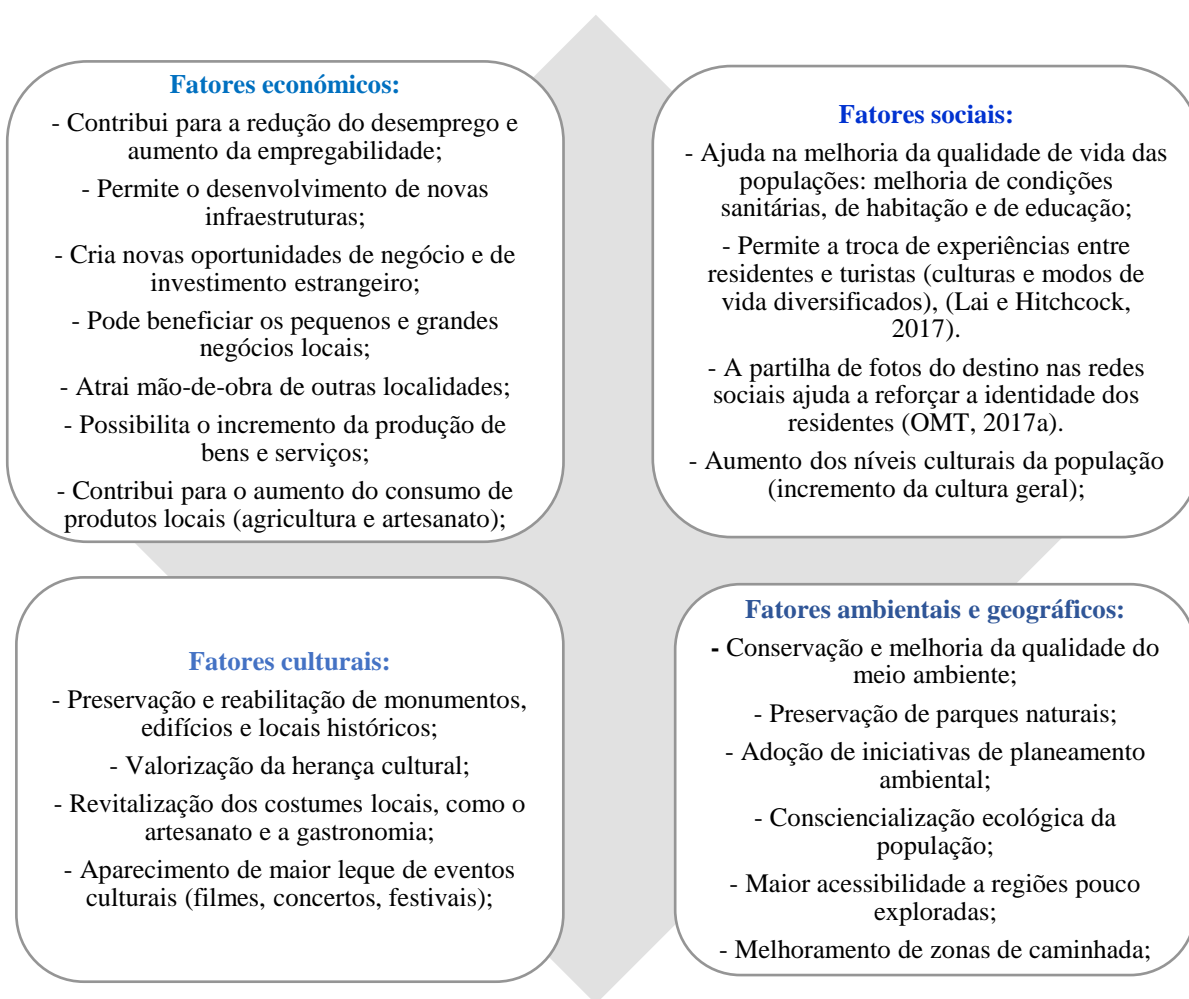 Fatores económicos:
- Contribui para a redução do desemprego e
aumento da empregabilidade;
- Permite o desenvolvimento de novas
infraestruturas;
- Cria novas oportunidades de negócio e de
investimento estrangeiro;
- Pode beneficiar os pequenos e grandes
negócios locais;
- Atrai mão-de-obra de outras localidades;
- Possibilita o incremento da produção de
bens e serviços;
- Contribui para o aumento do consumo de
produtos locais (agricultura e artesanato);
Fatores sociais:
- Ajuda na melhoria da qualidade de vida das
populações: melhoria de condições
sanitárias, de habitação e de educação;
- Permite a troca de experiências entre
residentes e turistas (culturas e modos de
vida diversificados), (Lai e Hitchcock,
2017).
- A partilha de fotos do destino nas redes
sociais ajuda a reforçar a identidade dos
residentes (OMT, 2017a).
- Aumento dos níveis culturais da população
(incremento da cultura geral);
Fatores culturais:
- Preservação e reabilitação de monumentos,
edifícios e locais históricos;
- Valorização da herança cultural;
- Revitalização dos costumes locais, como o
artesanato e a gastronomia;
- Aparecimento de maior leque de eventos
culturais (filmes, concertos, festivais);
Fatores ambientais e geográficos:
- Conservação e melhoria da qualidade do
meio ambiente;
- Preservação de parques naturais;
- Adoção de iniciativas de planeamento
ambiental;
- Consciencialização ecológica da
população;
- Maior acessibilidade a regiões pouco
exploradas;
- Melhoramento de zonas de caminhada;